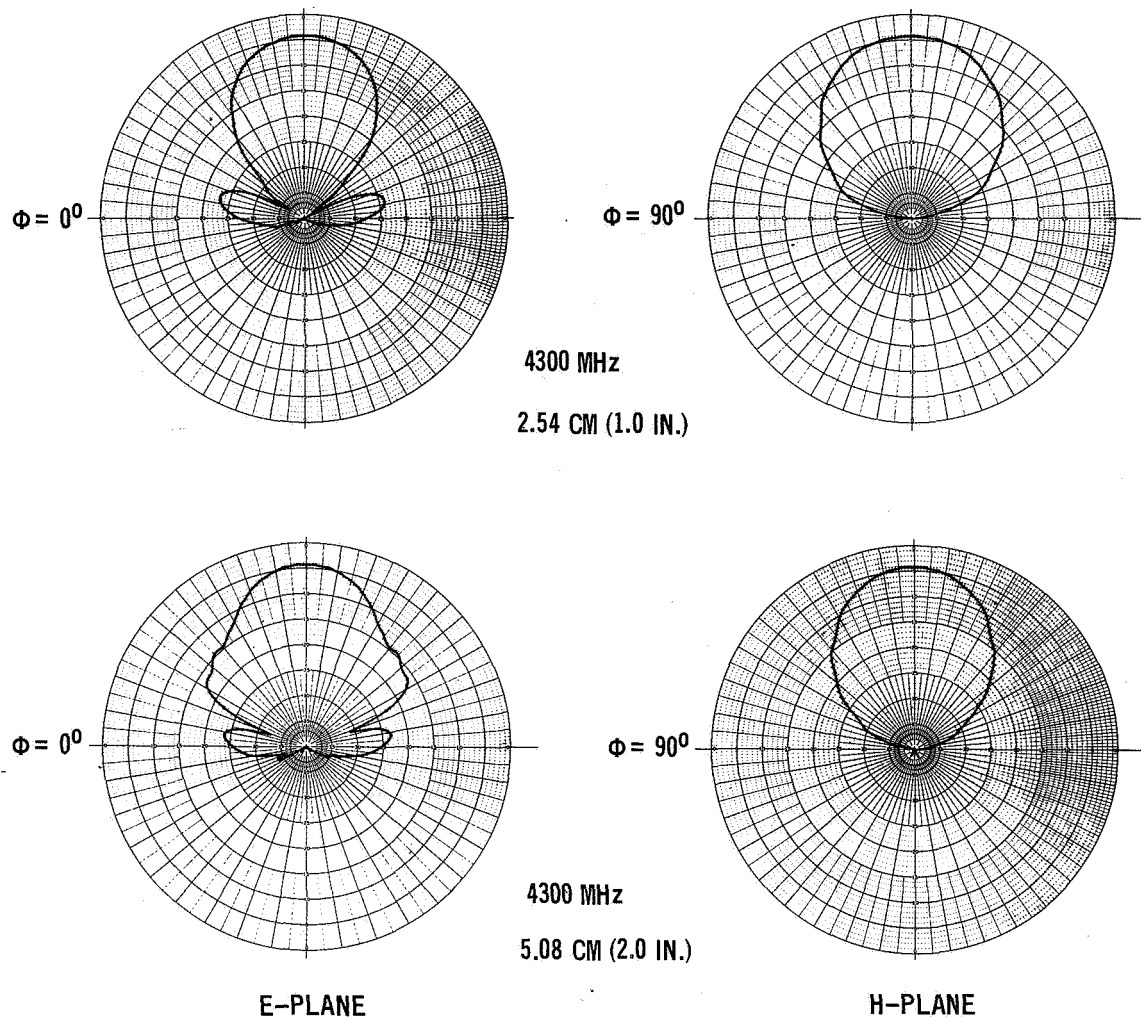 Φ = 0⁰
Φ = 90⁰
4300 MHz
2.54 CM (1.0 IN.)
Φ = 0⁰
Φ = 90⁰
4300 MHz
5.08 CM (2.0 IN.)
E-PLANE
H-PLANE